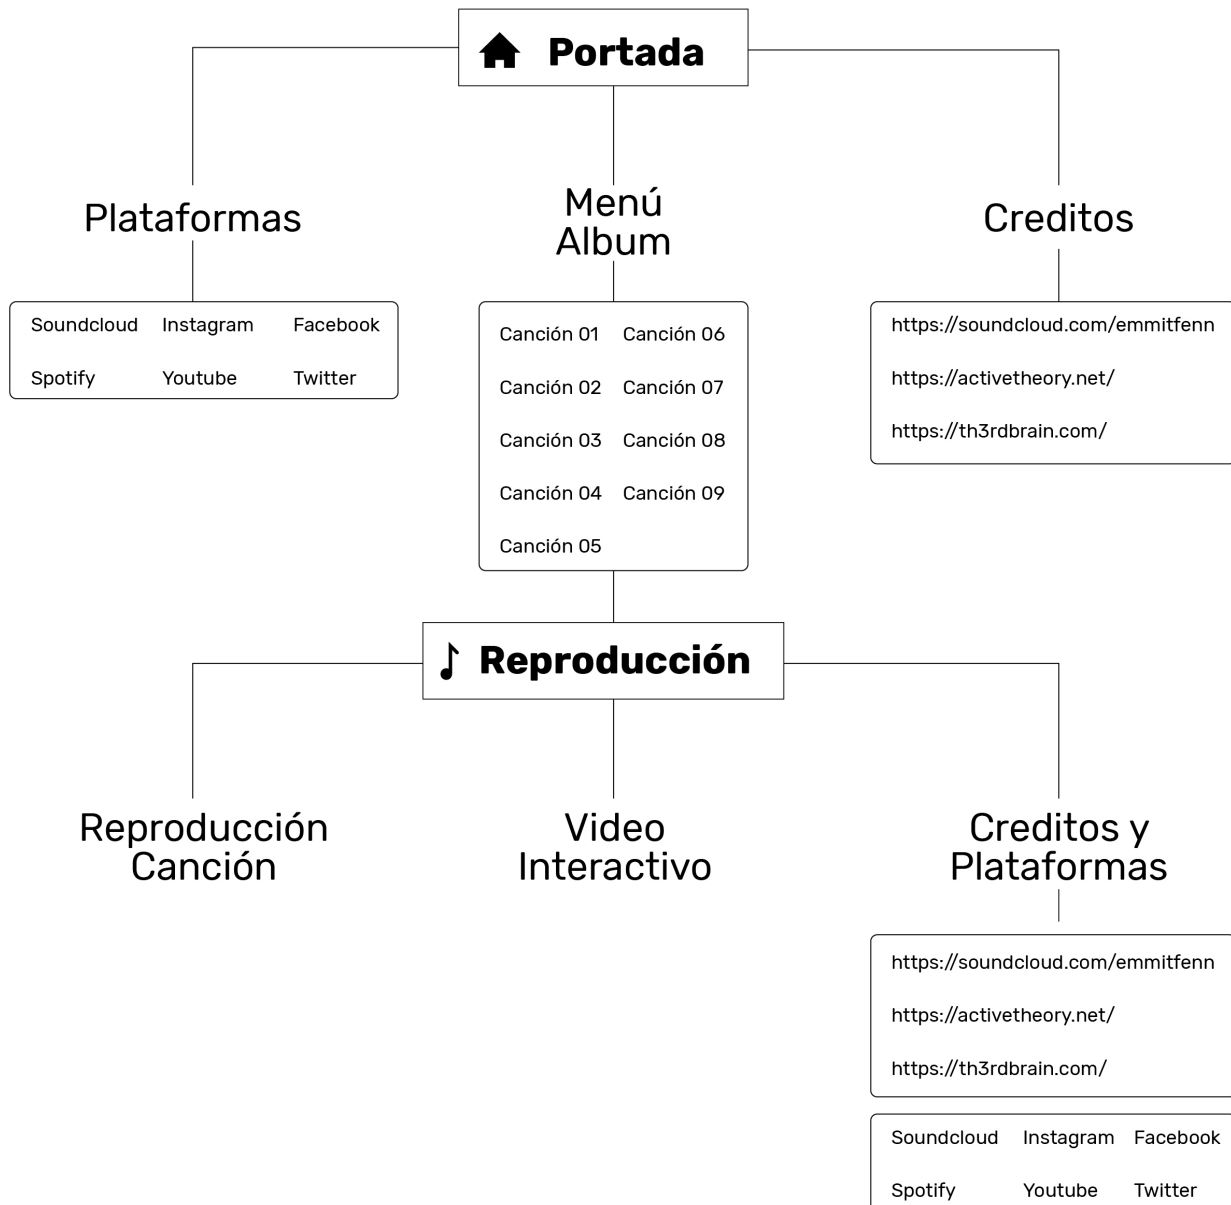 Portada
Plataformas
Soundcloud Instagram Facebook
Spotify Youtube Twitter
Menú
Album
Canción 01 Canción 06
Canción 02 Canción 07
Canción 03 Canción 08
Canción 04 Canción 09
Canción 05
Creditos
https://soundcloud.com/emmitfenn
https://activetheory.net/
https://th3rdbrain.com/
Reproducción
Reproducción
Canción
Video
Interactivo
Creditos y
Plataformas
https://soundcloud.com/emmitfenn
https://activetheory.net/
https://th3rdbrain.com/
Soundcloud Instagram Facebook
Spotify Youtube Twitter